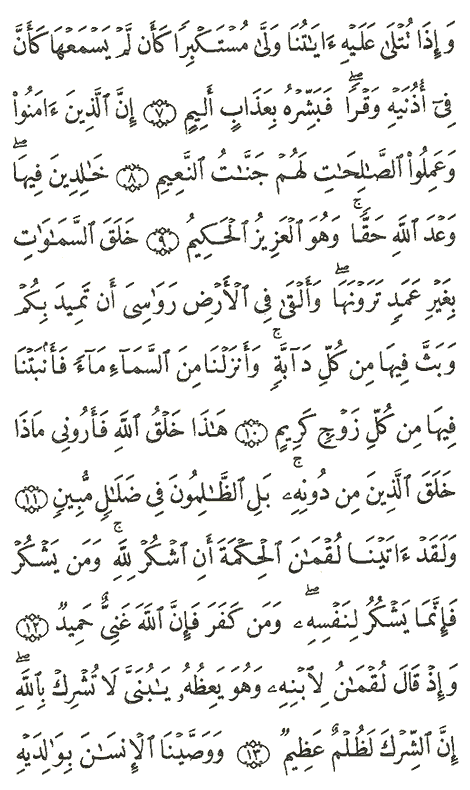 وَإِذَا تُتْلَىٰ عَلَيْهِ ءَايَٰتُنَا وَلَّىٰ مُسْتَكْبِرًا كَأَن لَّمْ يَسْمَعْهَا كَأَنَّ
فِىٓ أُذُنَيْهِ وَقْرًا ۖ فَبَشِّرْهُ بِعَذَابٍ أَلِيمٍ ﴿٧﴾ إِنَّ ٱلَّذِينَ ءَامَنُوا۟
وَعَمِلُوا۟ ٱلصَّٰلِحَٰتِ لَهُمْ جَنَّٰتُ ٱلنَّعِيمِ ﴿٨﴾ خَٰلِدِينَ فِيهَا ۖ
وَعْدَ ٱللَّهِ حَقًّا ۚ وَهُوَ ٱلْعَزِيزُ ٱلْحَكِيمُ ﴿٩﴾ خَلَقَ ٱلسَّمَٰوَٰتِ
بِغَيْرِ عَمَدٍ تَرَوْنَهَا ۖ وَأَلْقَىٰ فِى ٱلْأَرْضِ رَوَٰسِىَ أَن تَمِيدَ بِكُمْ
وَبَثَّ فِيهَا مِن كُلِّ دَآبَّةٍ ۚ وَأَنزَلْنَا مِنَ ٱلسَّمَآءِ مَآءً فَأَنۢبَتْنَا
فِيهَا مِن كُلِّ زَوْجٍ كَرِيمٍ ﴿١٠﴾ هَٰذَا خَلْقُ ٱللَّهِ فَأَرُونِى مَاذَا
خَلَقَ ٱلَّذِينَ مِن دُونِهِۦ ۚ بَلِ ٱلظَّٰلِمُونَ فِى ضَلَٰلٍ مُّبِينٍ ﴿١١﴾
وَلَقَدْ ءَاتَيْنَا لُقْمَٰنَ ٱلْحِكْمَةَ أَنِ ٱشْكُرْ لِلَّهِ ۚ وَمَن يَشْكُرْ
فَإِنَّمَا يَشْكُرُ لِنَفْسِهِۦ ۖ وَمَن كَفَرَ فَإِنَّ ٱللَّهَ غَنِىٌّ حَمِيدٌ ﴿١٢﴾
وَإِذْ قَالَ لُقْمَٰنُ لِٱبْنِهِۦ وَهُوَ يَعِظُهُۥ يَٰبُنَىَّ لَا تُشْرِكْ بِٱللَّهِ ۖ
إِنَّ ٱلشِّرْكَ لَظُلْمٌ عَظِيمٌ ﴿١٣﴾ وَوَصَّيْنَا ٱلْإِنسَٰنَ بِوَٰلِدَيْهِ